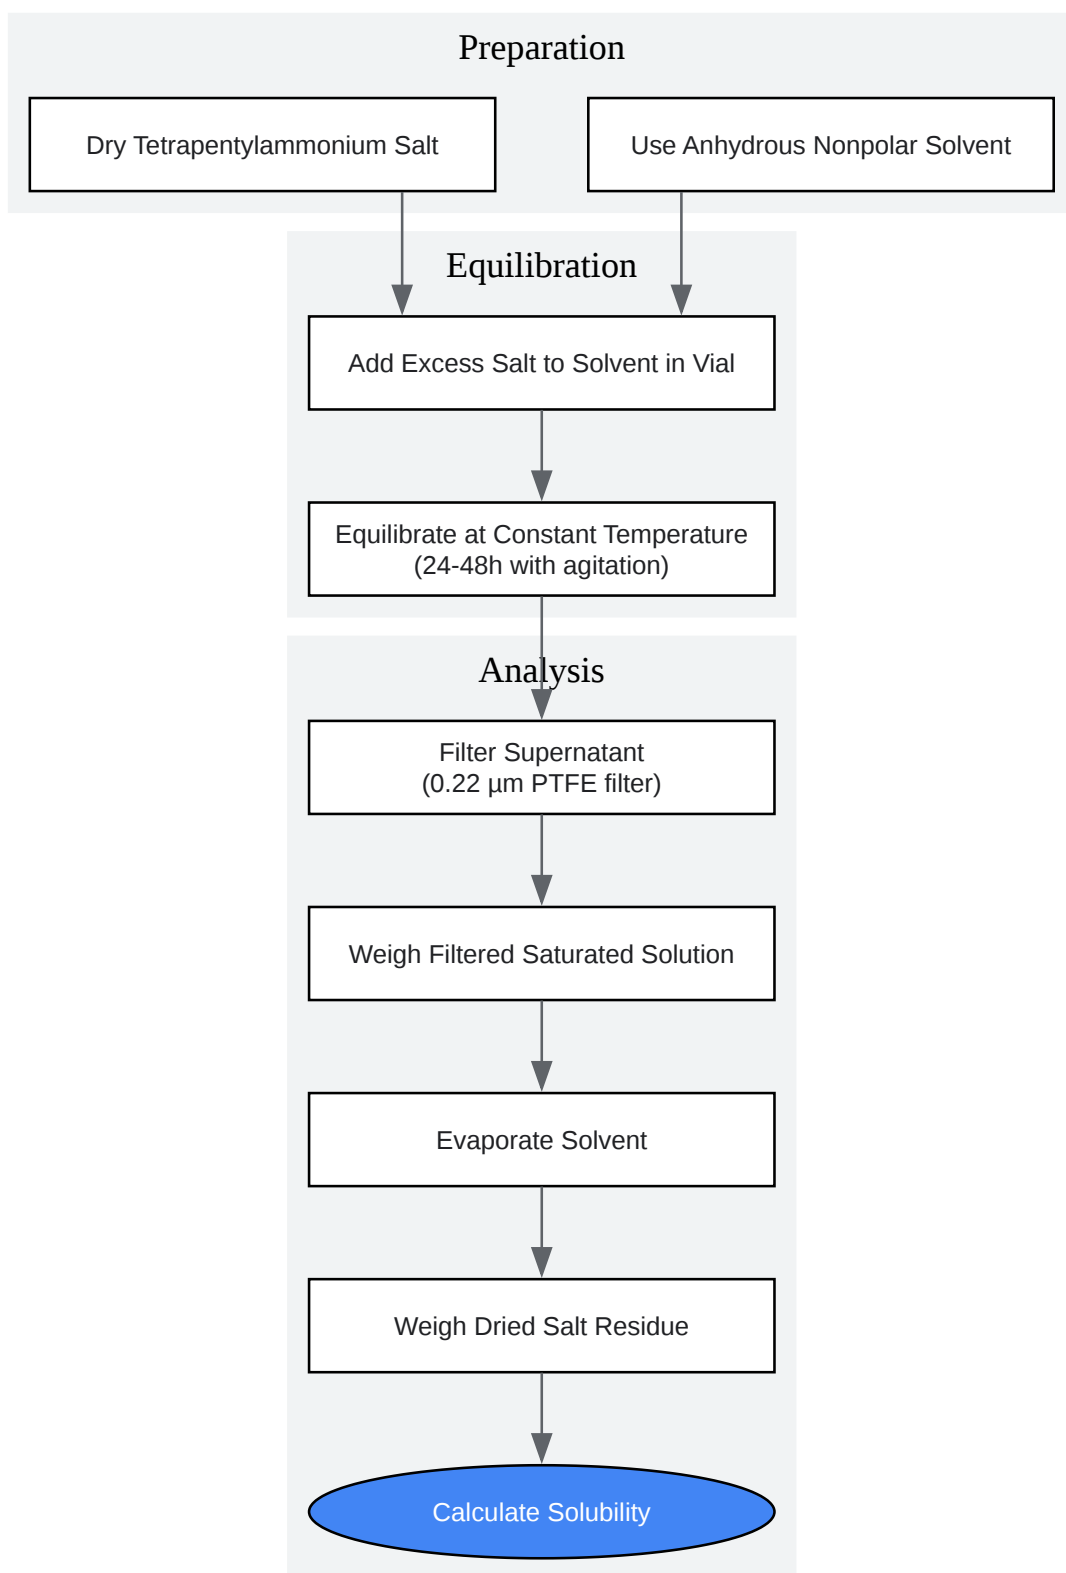 Preparation
Dry Tetrapentylammonium Salt
Use Anhydrous Nonpolar Solvent
Equilibration
Add Excess Salt to Solvent in Vial
Equilibrate at Constant Temperature
(24-48h with agitation)
Analysis
Filter Supernatant
(0.22 µm PTFE filter)
Weigh Filtered Saturated Solution
Evaporate Solvent
Weigh Dried Salt Residue
Calculate Solubility